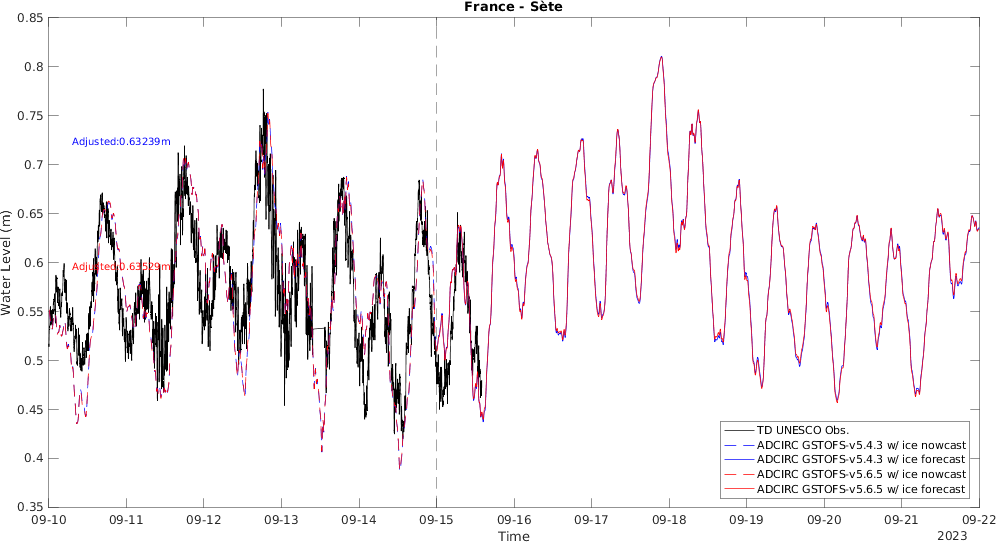 France - Sète
Water Level (m)
0.85
0.8
0.75
0.7
0.65
0.6
0.55
0.5
0.45
0.4
0.35
Adjusted:0.63239m
Adjusted:0.63529m
TD UNESCO Obs.
ADCIRC GSTOFS-v5.4.3 w/ ice nowcast
ADCIRC GSTOFS-v5.4.3 w/ ice forecast
ADCIRC GSTOFS-v5.6.5 w/ ice nowcast
ADCIRC GSTOFS-v5.6.5 w/ ice forecast
09-10 09-11 09-12 09-13 09-14 09-15 09-16 09-17 09-18 09-19 09-20 09-21 09-22
Time
2023